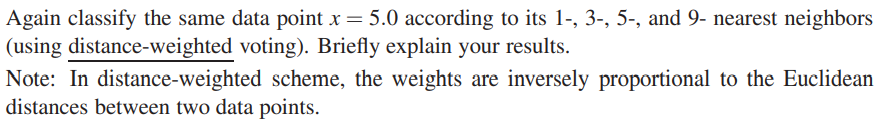 Again classify the same data point x = 5.0 according to its 1-, 3-, 5-, and 9- nearest neighbors
(using distance-weighted voting). Briefly explain your results.
Note: In distance-weighted scheme, the weights are inversely proportional to the Euclidean
distances between two data points.